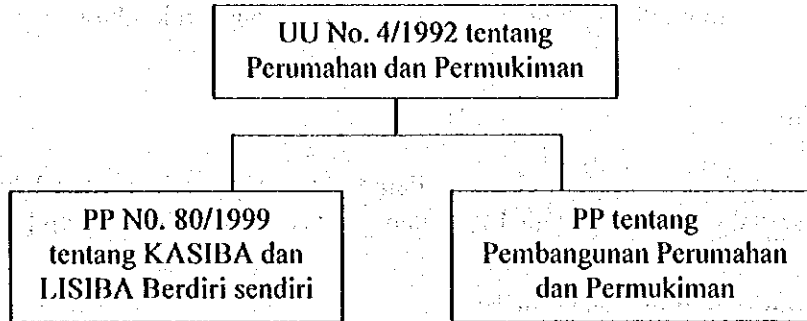 UU No. 4/1992 tentang
Perumahan dan Permukiman
PP N0. 80/1999
tentang KASIBA dan
LISIBA Berdiri sendiri
PP tentang
Pembangunan Perumahan
dan Permukiman